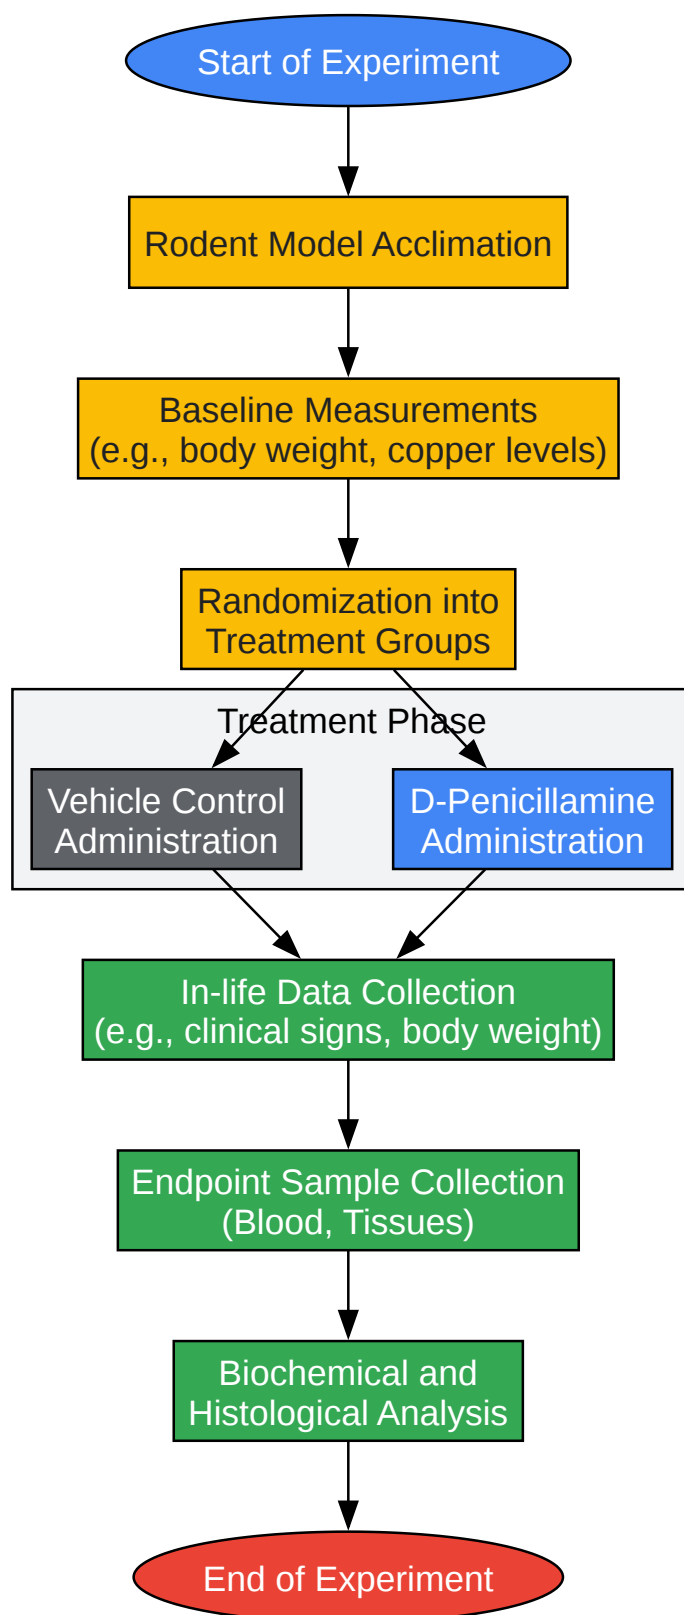 Start of Experiment
Rodent Model Acclimation
Baseline Measurements
(e.g., body weight, copper levels)
Randomization into
Treatment Groups
Treatment Phase
Vehicle Control
Administration
D-Penicillamine
Administration
In-life Data Collection
(e.g., clinical signs, body weight)
Endpoint Sample Collection
(Blood, Tissues)
Biochemical and
Histological Analysis
End of Experiment